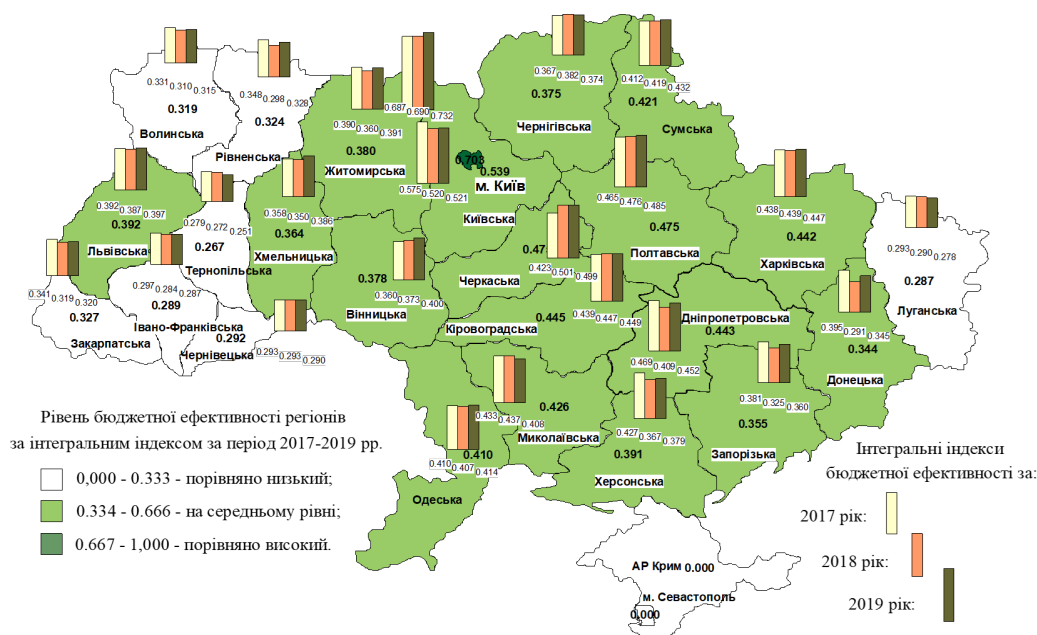 0.331 0.310 0.315
0.319
Волинська
0.348 0.298 0.328
0.324
Рівненська
0.390 0.360 0.391
0.380
Житомирська
0.687 0.690 0.732
0.703
м. Київ
0.575 0.520 0.521
0.539
Київська
0.367 0.382 0.374
0.375
Чернігівська
0.412 0.419 0.432
0.421
Сумська
0.392 0.387 0.397
0.392
Львівська
0.279 0.272 0.251
0.267
Тернопільська
0.358 0.350 0.386
0.364
Хмельницька
0.465 0.476 0.485
0.475
Полтавська
0.438 0.439 0.447
0.442
Харківська
0.293 0.290 0.278
0.287
Луганська
0.341 0.319 0.320
0.327
Закарпатська
0.297 0.284 0.287
0.289
Івано-Франківська
0.292
Чернівецька
0.293 0.293 0.290
0.360 0.373 0.400
0.378
Вінницька
0.423 0.501 0.499
0.47
Черкаська
0.439 0.447 0.449
0.445
Кіровоградська
Дніпропетровська
0.443
0.469 0.409 0.452
0.395 0.291 0.345
0.344
Донецька
0.381 0.325 0.360
0.355
Запорізька
0.433 0.437 0.408
0.426
Миколаївська
0.427 0.367 0.379
0.391
Херсонська
0.410
0.410 0.407 0.414
Одеська
АР Крим 0.000
м. Севастополь
0.000
Рівень бюджетної ефективності регіонів
за інтегральним індексом за період 2017-2019 рр.
0,000 - 0.333 - порівняно низький;
0.334 - 0.666 - на середньому рівні;
0.667 - 1,000 - порівняно високий.
Інтегральні індекси
бюджетної ефективності за:
2017 рік:
2018 рік:
2019 рік: